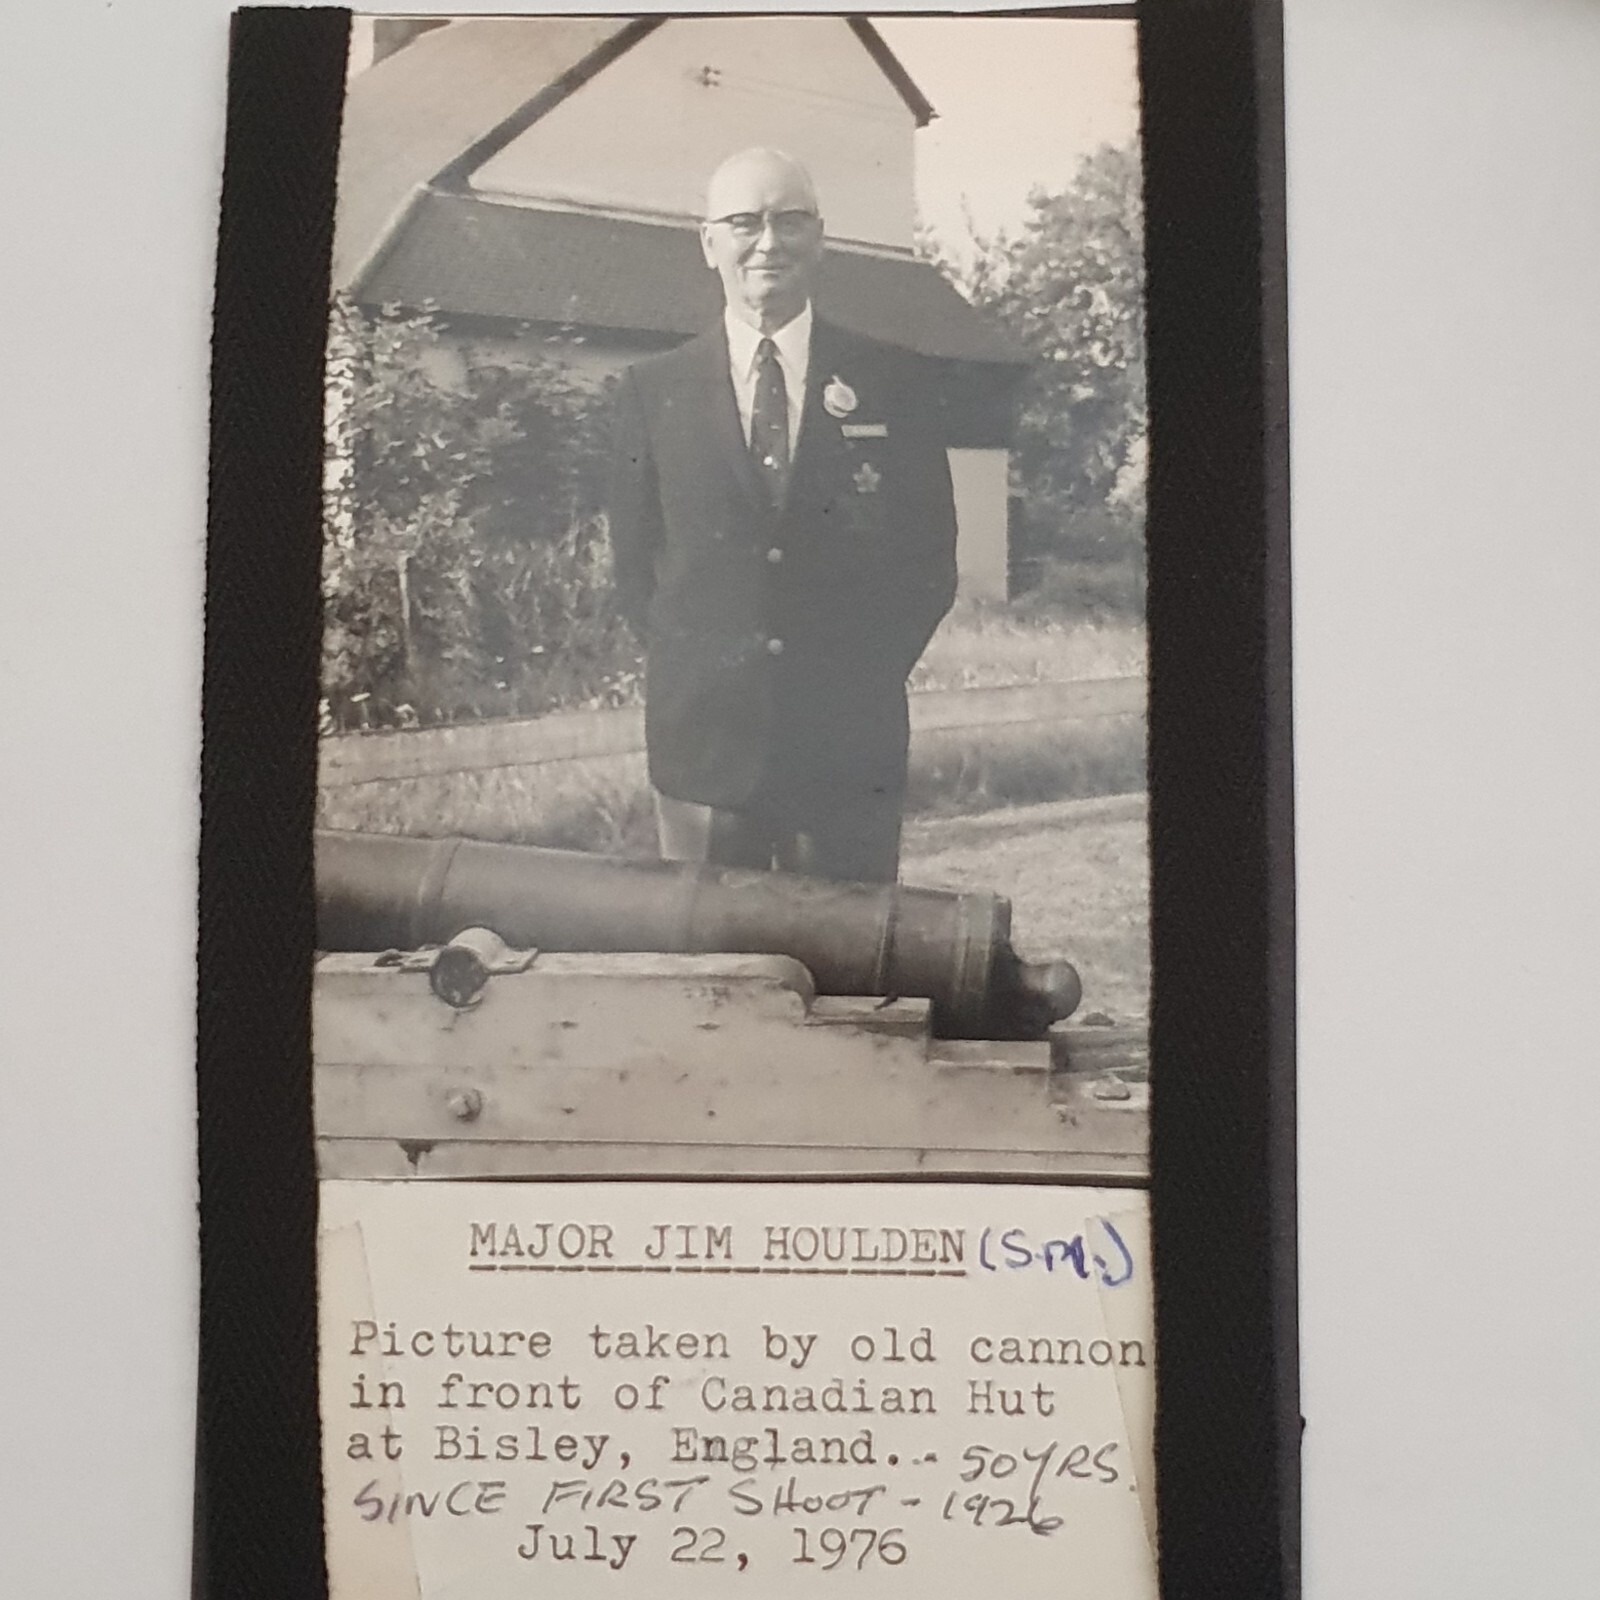 MAJOR JIM HOULDEN (S.M.)
Picture taken by old cannon
in front of Canadian Hut
at Bisley, England.. - 50 YRS.
SINCE FIRST SHOOT - 1926
July 22, 1976